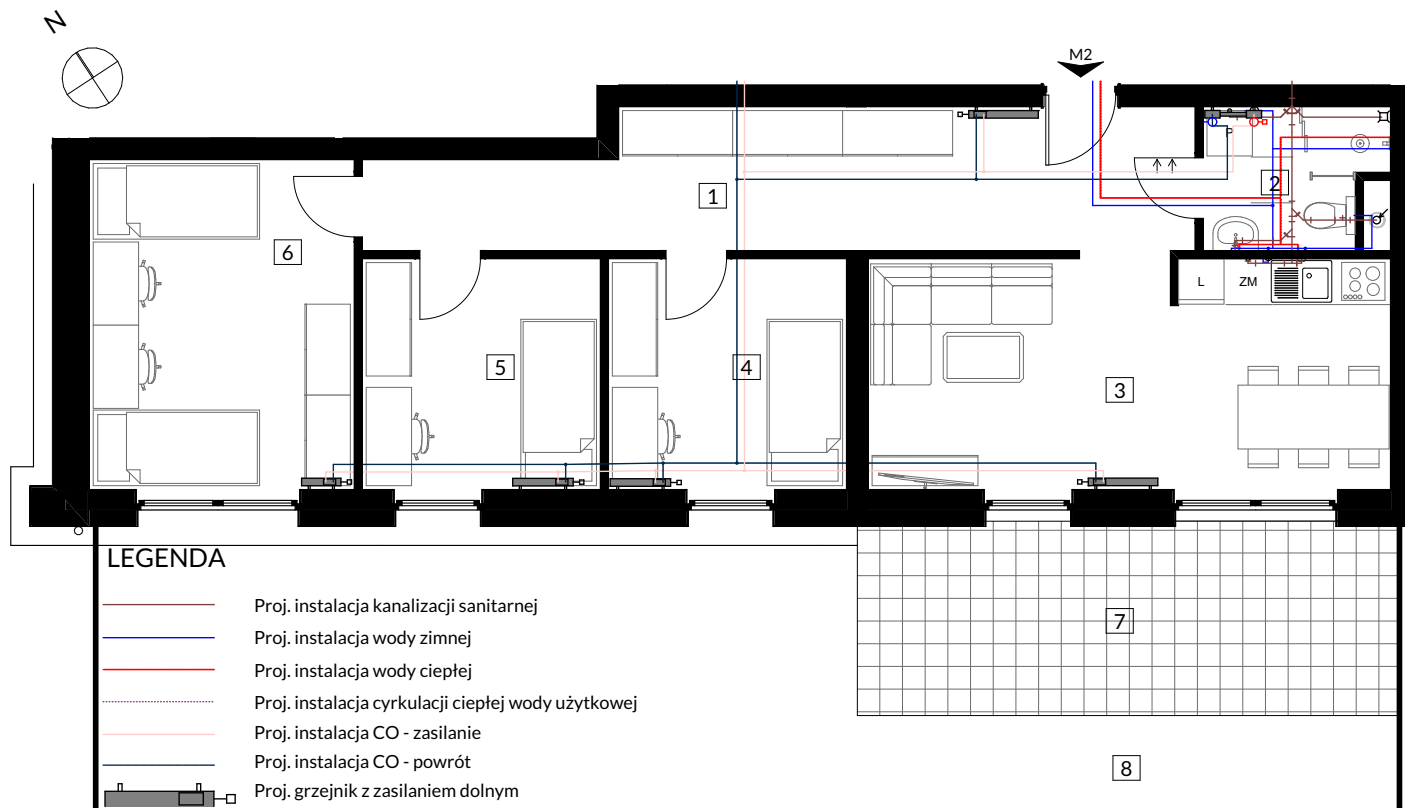 N
M2
1
2
6
L
ZM
5
4
3
LEGENDA
Proj. instalacja kanalizacji sanitarnej
Proj. instalacja wody zimnej
Proj. instalacja wody ciepłej
Proj. instalacja cyrkulacji ciepłej wody użytkowej
Proj. instalacja CO - zasilanie
Proj. instalacja CO - powrót
Proj. grzejnik z zasilaniem dolnym
7
8